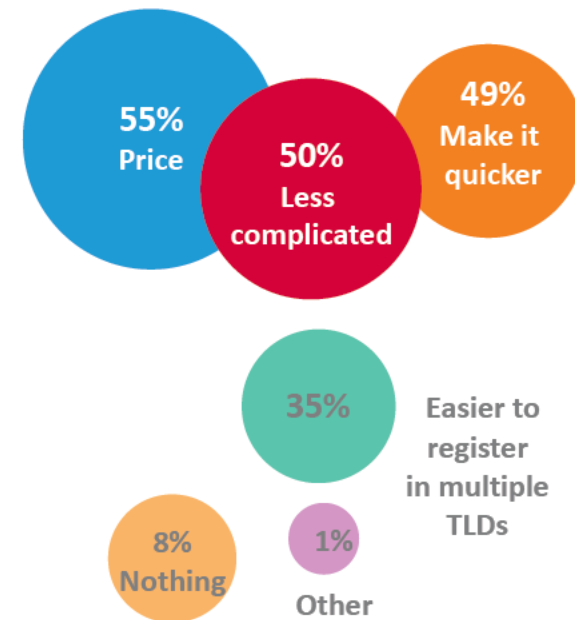 55%
Price
50%
Less
complicated
49%
Make it
quicker
35%
Easier to
register
in multiple
TLDs
8%
Nothing
1%
Other